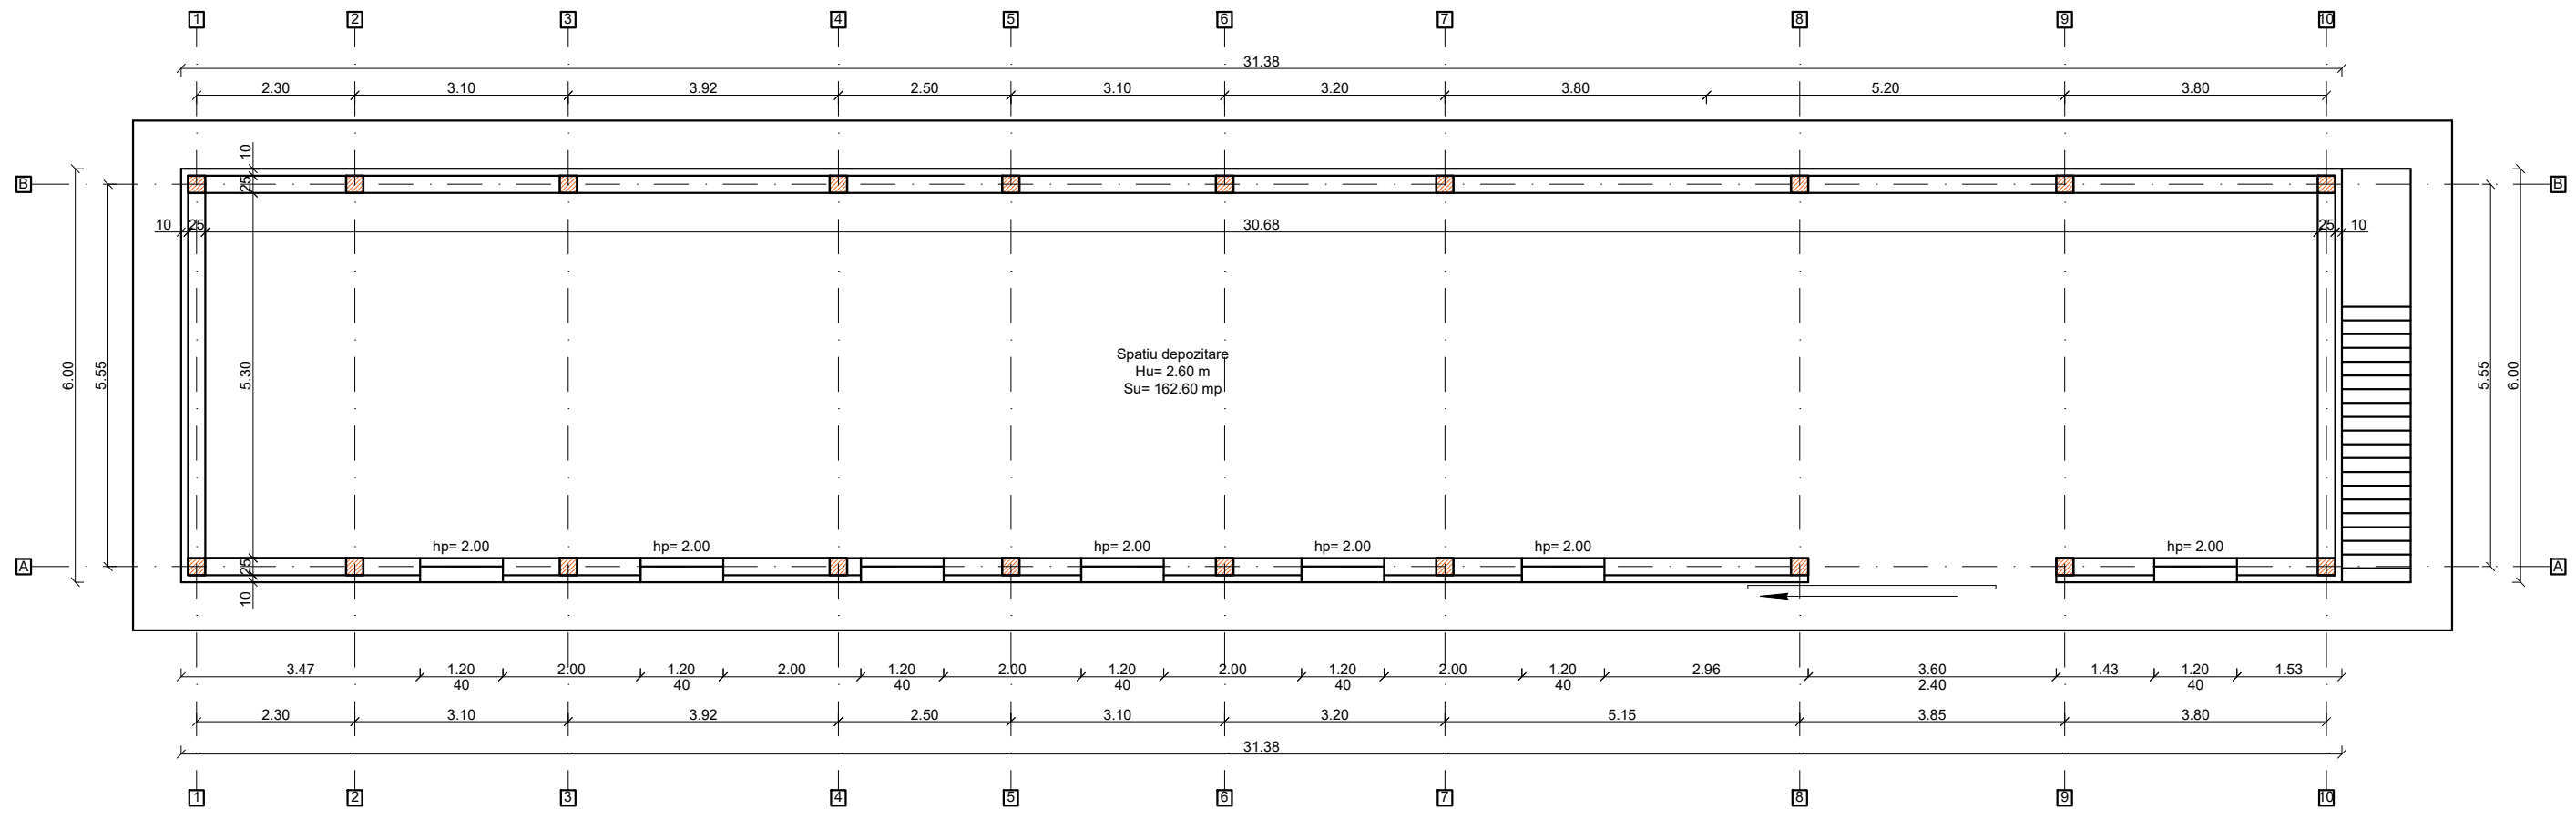 1 2 3 4 5 6 7 8 9 10
31.38
2.30 3.10 3.92 2.50 3.10 3.20 3.80 5.20 3.80
10
B 25 B
10 25 30.68 25 10
Spatiu depozitare
Hu= 2.60 m
Su= 162.60 mp
6.00 5.55 5.30 5.55 6.00
hp= 2.00 hp= 2.00 hp= 2.00 hp= 2.00 hp= 2.00 hp= 2.00
A 25 A
10
3.47 1.20 2.00 1.20 2.00 1.20 2.00 1.20 2.00 1.20 2.00 1.20 2.96 3.60 1.43 1.20 1.53
40 40 40 40 40 40 2.40 40
2.30 3.10 3.92 2.50 3.10 3.20 5.15 3.85 3.80
31.38
1 2 3 4 5 6 7 8 9 10